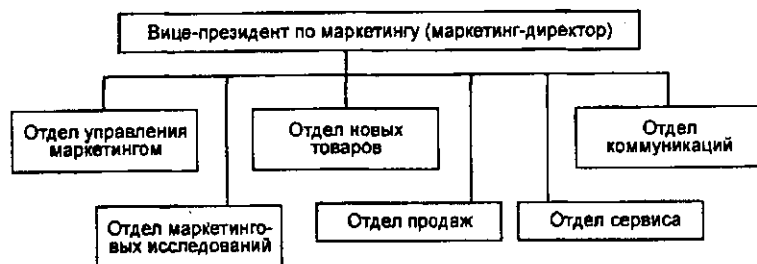 Вице-президент по маркетингу (маркетинг-директор)
Отдел управления
маркетингом
Отдел новых
товаров
Отдел
коммуникаций
Отдел маркетинго-
вых исследований
Отдел продаж
Отдел сервиса